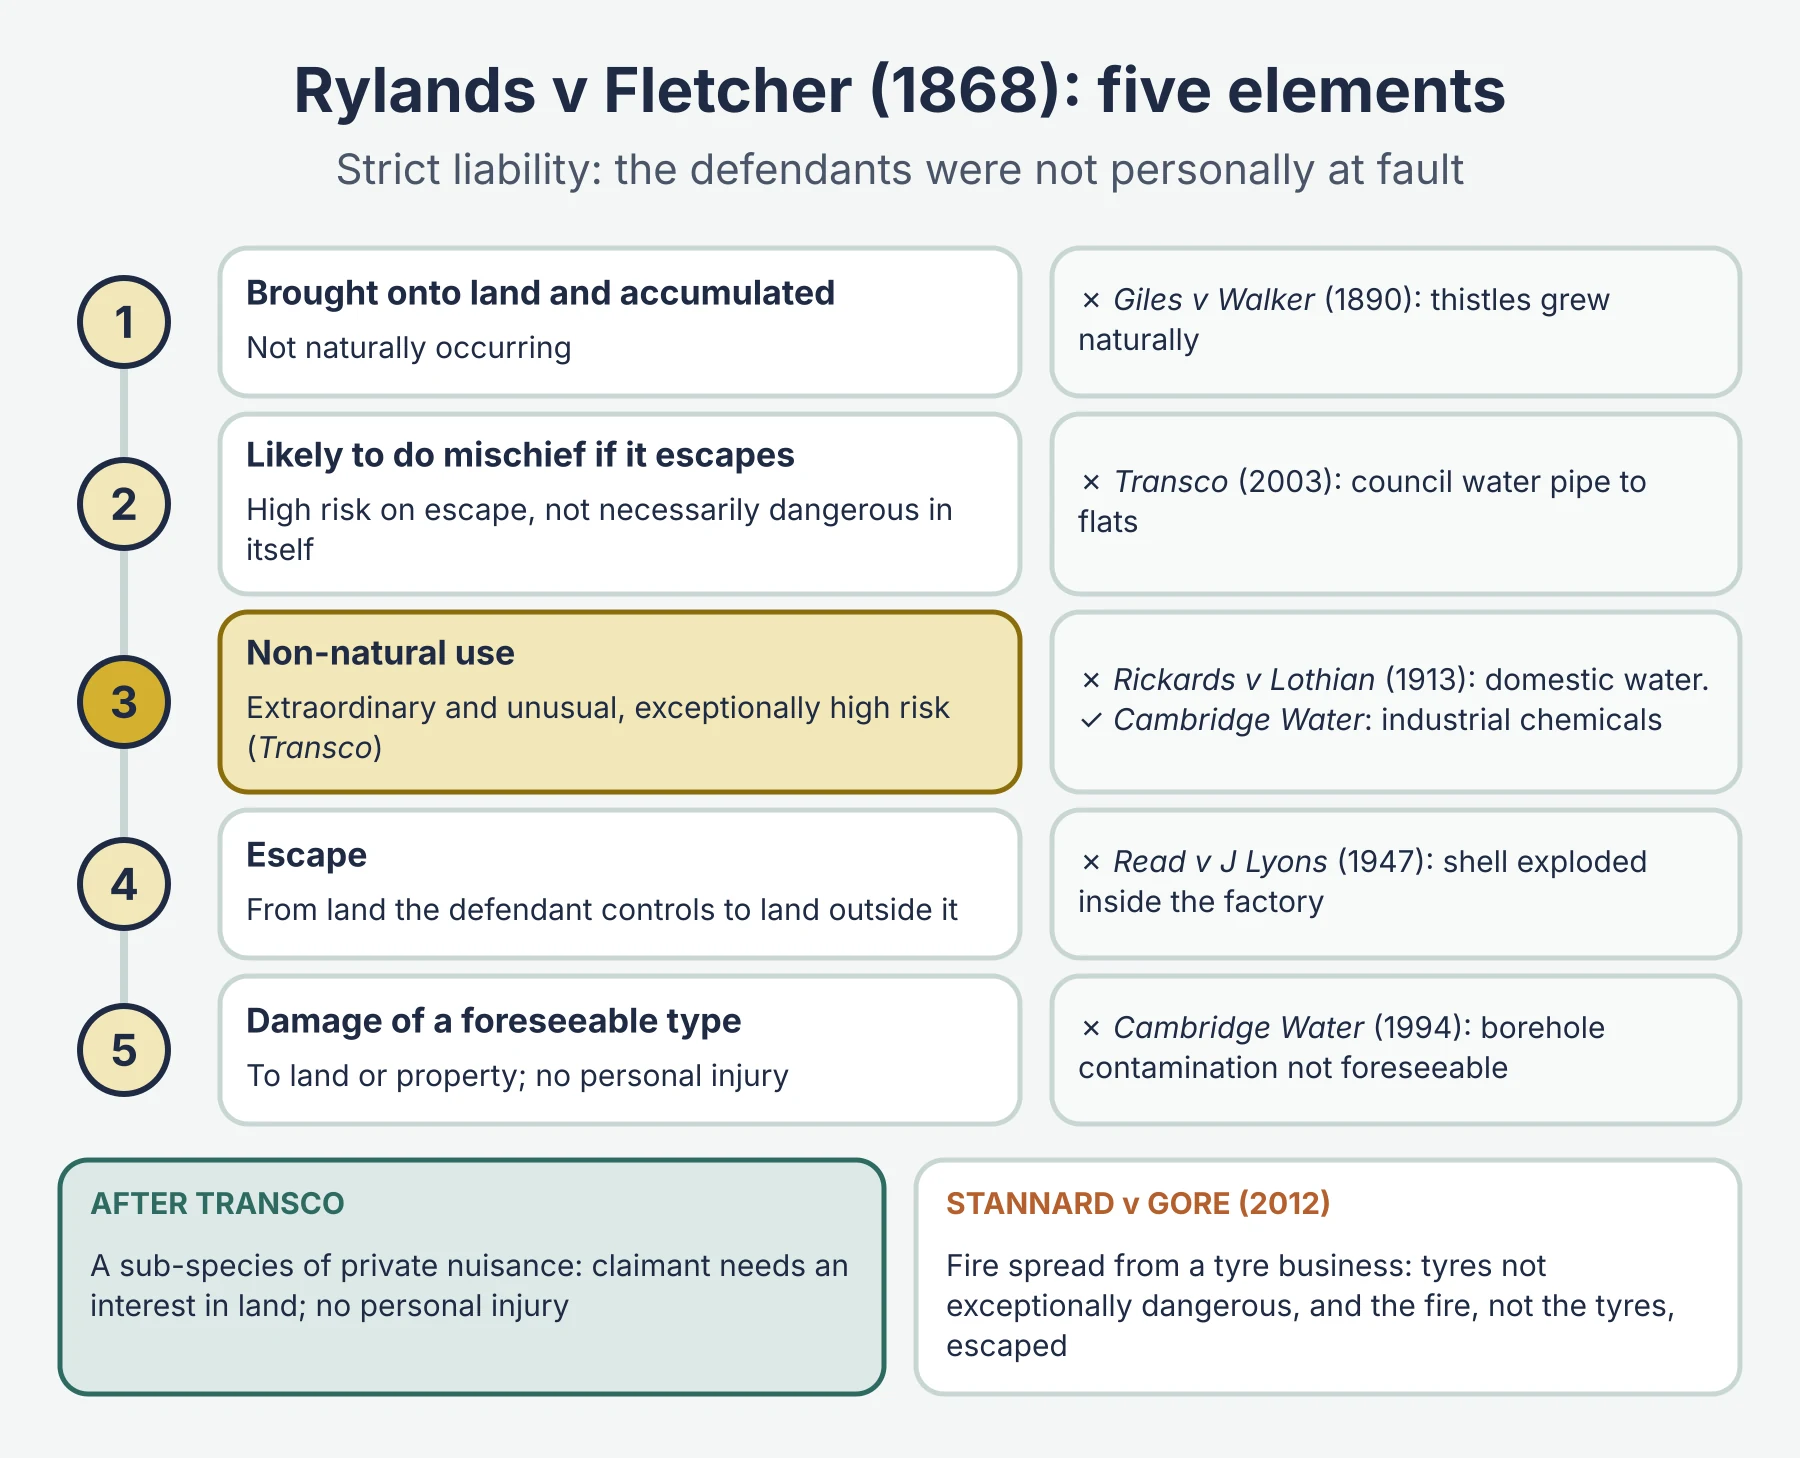 Rylands v Fletcher (1868): five elements
Strict liability: the defendants were not personally at fault
1
Brought onto land and accumulated
Not naturally occurring
× Giles v Walker (1890): thistles grew
naturally
2
Likely to do mischief if it escapes
High risk on escape, not necessarily dangerous in
itself
× Transco (2003): council water pipe to
flats
3
Non-natural use
Extraordinary and unusual, exceptionally high risk
(Transco)
× Rickards v Lothian (1913): domestic water.
✓ Cambridge Water: industrial chemicals
4
Escape
From land the defendant controls to land outside it
× Read v J Lyons (1947): shell exploded
inside the factory
5
Damage of a foreseeable type
To land or property; no personal injury
× Cambridge Water (1994): borehole
contamination not foreseeable
AFTER TRANSCO
A sub-species of private nuisance: claimant needs an
interest in land; no personal injury
STANNARD v GORE (2012)
Fire spread from a tyre business: tyres not
exceptionally dangerous, and the fire, not the tyres,
escaped